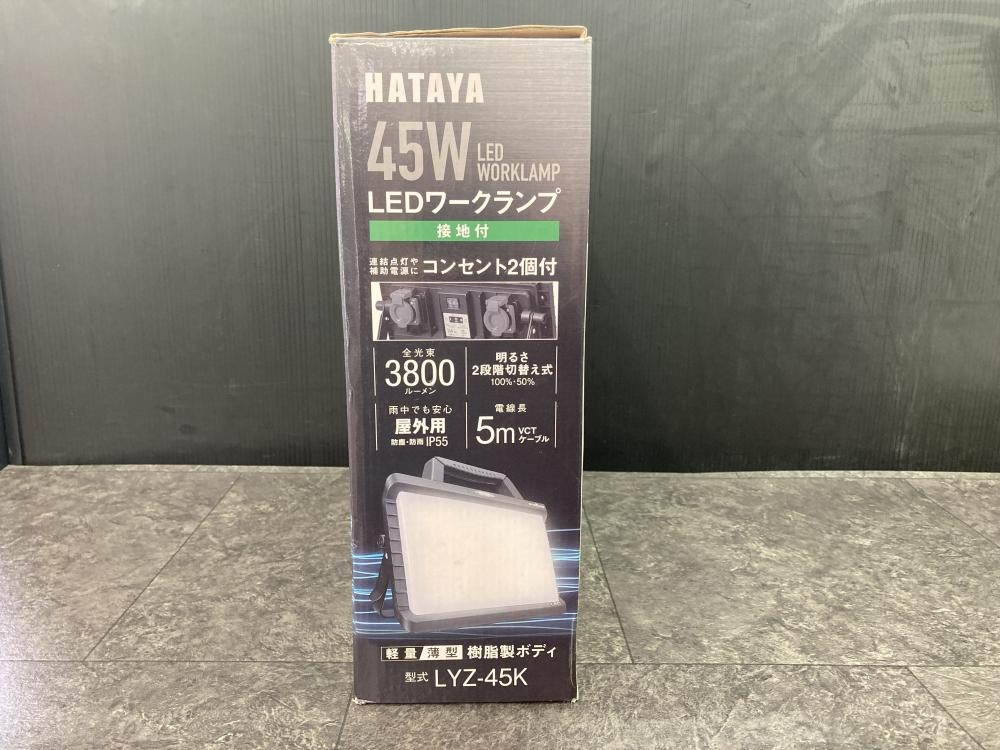 HATAYA
45W LED WORKLAMP
LEDワークランプ
接地付
連結点灯や
補助電源に
コンセント2個付
全光束
3800
ルーメン
明るさ
2段階切替え式
100%・50%
雨中でも安心
屋外用
防塵・防雨 IP55
電線長
5m VCTケーブル
軽量 薄型 樹脂製ボディ
型式 LYZ-45K